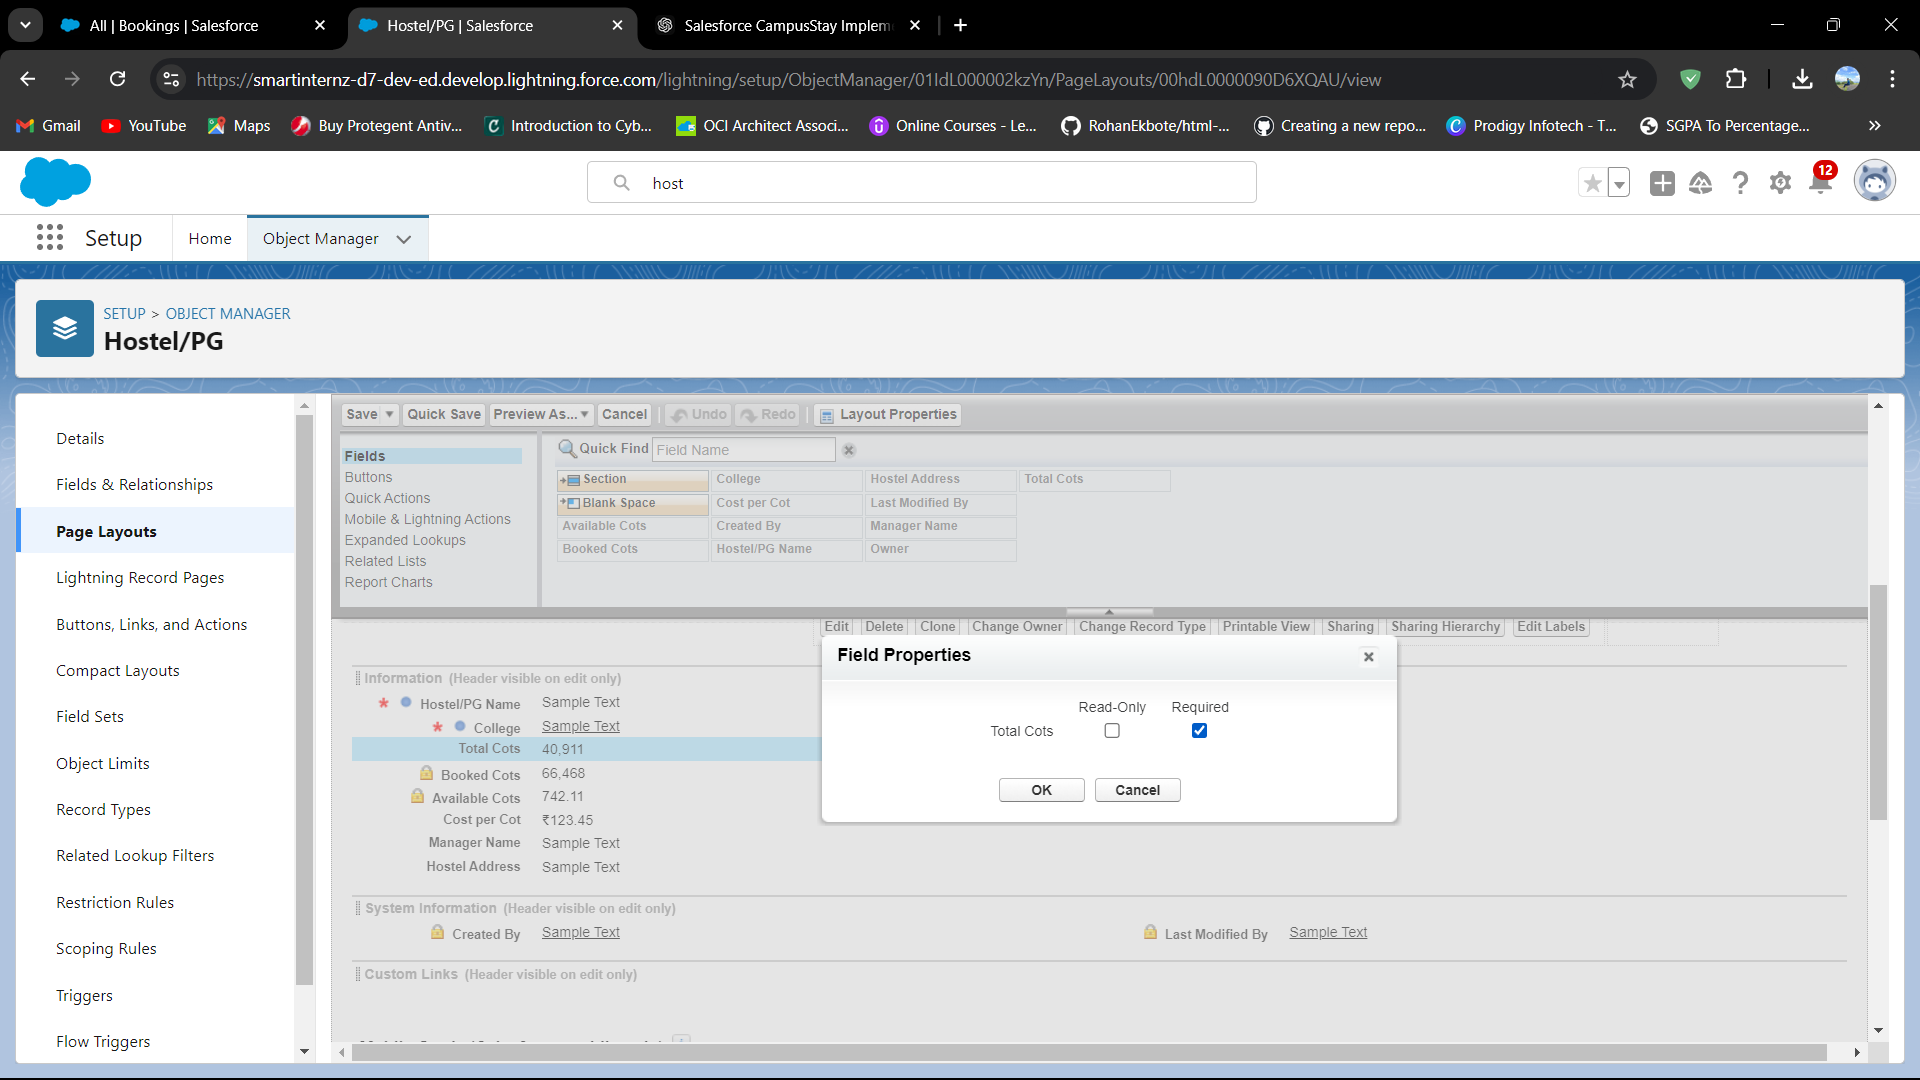 All | Bookings | Salesforce
Hostel/PG | Salesforce
Salesforce CampusStay Implem
https://smartinternz-d7-dev-ed.develop.lightning.force.com/lightning/setup/ObjectManager/01IdL000002kzYn/PageLayouts/00hdL0000090D6XQAU/view
Gmail
YouTube
Maps
Buy Protegent Antiv...
Introduction to Cyb...
OCI Architect Associ...
Online Courses - Le...
RohanEkbote/html-...
Creating a new repo...
Prodigy Infotech - T...
SGPA To Percentage...
host
12
Setup
Home
Object Manager
SETUP > OBJECT MANAGER
Hostel/PG
Details
Fields & Relationships
Page Layouts
Lightning Record Pages
Buttons, Links, and Actions
Compact Layouts
Field Sets
Object Limits
Record Types
Related Lookup Filters
Restriction Rules
Scoping Rules
Triggers
Flow Triggers
Save
Quick Save
Preview As...
Cancel
Undo
Redo
Layout Properties
Fields
Buttons
Quick Actions
Mobile & Lightning Actions
Expanded Lookups
Related Lists
Report Charts
Quick Find Field Name
Section College Hostel Address Total Cots
Blank Space Cost per Cot Last Modified By
Available Cots Created By Manager Name
Booked Cots Hostel/PG Name Owner
Edit Delete Clone Change Owner Change Record Type Printable View Sharing Sharing Hierarchy Edit Labels
Information (Header visible on edit only)
* Hostel/PG Name Sample Text
* College Sample Text
Total Cots 40,911
Booked Cots 66,468
Available Cots 742.11
Cost per Cot ₹123.45
Manager Name Sample Text
Hostel Address Sample Text
System Information (Header visible on edit only)
Created By Sample Text
Last Modified By Sample Text
Custom Links (Header visible on edit only)
Field Properties
Read-Only Required
Total Cots
OK
Cancel